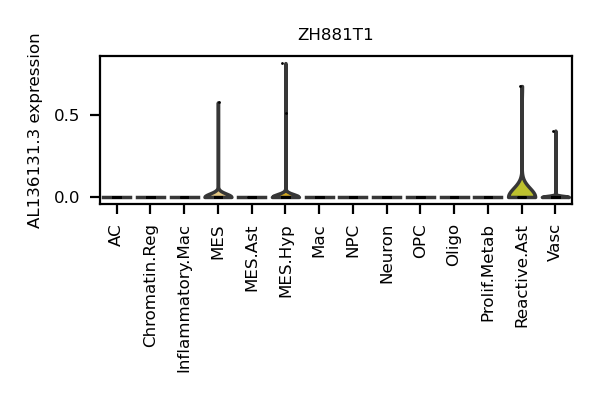 ZH881T1
AL136131.3 expression
0.5
0.0
AC
Chromatin.Reg
Inflammatory.Mac
MES
MES.Ast
MES.Hyp
Mac
NPC
Neuron
OPC
Oligo
Prolif.Metab
Reactive.Ast
Vasc